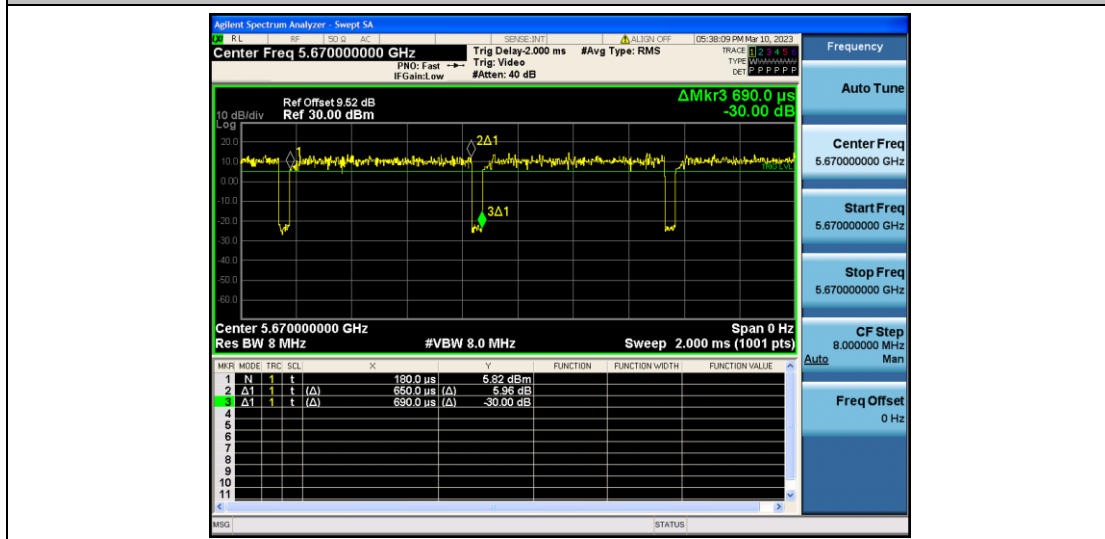 Agilent Spectrum Analyzer - Swept SA
RL RF 50 Ω AC SENSE:INT ALIGN OFF 05:38:09 PM Mar 10, 2023
Center Freq 5.670000000 GHz
PNO: Fast
IFGain:Low
Trig Delay-2.000 ms
Trig: Video
#Atten: 40 dB
#Avg Type: RMS
TRACE 1 2 3 4 5 6
TYPE
DET P P P P P P
Frequency
Auto Tune
Ref Offset 9.52 dB
10 dB/div Ref 30.00 dBm
Log
ΔMkr3 690.0 µs
-30.00 dB
20.0
10.0
0.00
-10.0
-20.0
-30.0
-40.0
-50.0
-60.0
1
2Δ1
3Δ1
TRIG LVL
Center 5.670000000 GHz Span 0 Hz
Res BW 8 MHz #VBW 8.0 MHz Sweep 2.000 ms (1001 pts)
Center Freq
5.670000000 GHz
Start Freq
5.670000000 GHz
Stop Freq
5.670000000 GHz
CF Step
8.000000 MHz
Auto Man
Freq Offset
0 Hz
MKR MODE TRC SCL X Y FUNCTION FUNCTION WIDTH FUNCTION VALUE
1 N 1 t 180.0 µs 5.82 dBm
2 Δ1 1 t (Δ) 650.0 µs (Δ) 5.96 dB
3 Δ1 1 t (Δ) 690.0 µs (Δ) -30.00 dB
4
5
6
7
8
9
10
11
MSG STATUS